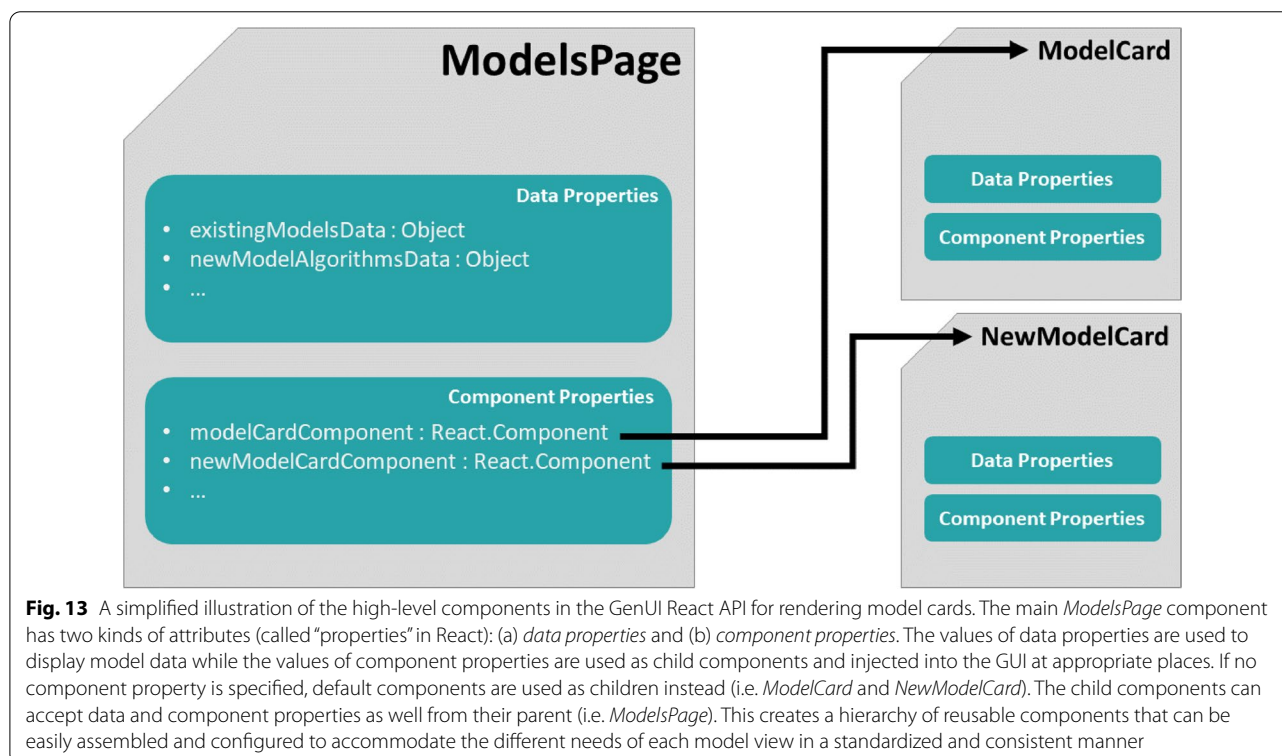 ModelsPage
Data Properties
• existingModelsData : Object
• newModelAlgorithmsData : Object
• ...
Component Properties
• modelCardComponent : React.Component
• newModelCardComponent : React.Component
• ...
ModelCard
Data Properties
Component Properties
NewModelCard
Data Properties
Component Properties
Fig. 13 A simplified illustration of the high-level components in the GenUI React API for rendering model cards. The main ModelsPage component
has two kinds of attributes (called “properties” in React): (a) data properties and (b) component properties. The values of data properties are used to
display model data while the values of component properties are used as child components and injected into the GUI at appropriate places. If no
component property is specified, default components are used as children instead (i.e. ModelCard and NewModelCard). The child components can
accept data and component properties as well from their parent (i.e. ModelsPage). This creates a hierarchy of reusable components that can be
easily assembled and configured to accommodate the different needs of each model view in a standardized and consistent manner